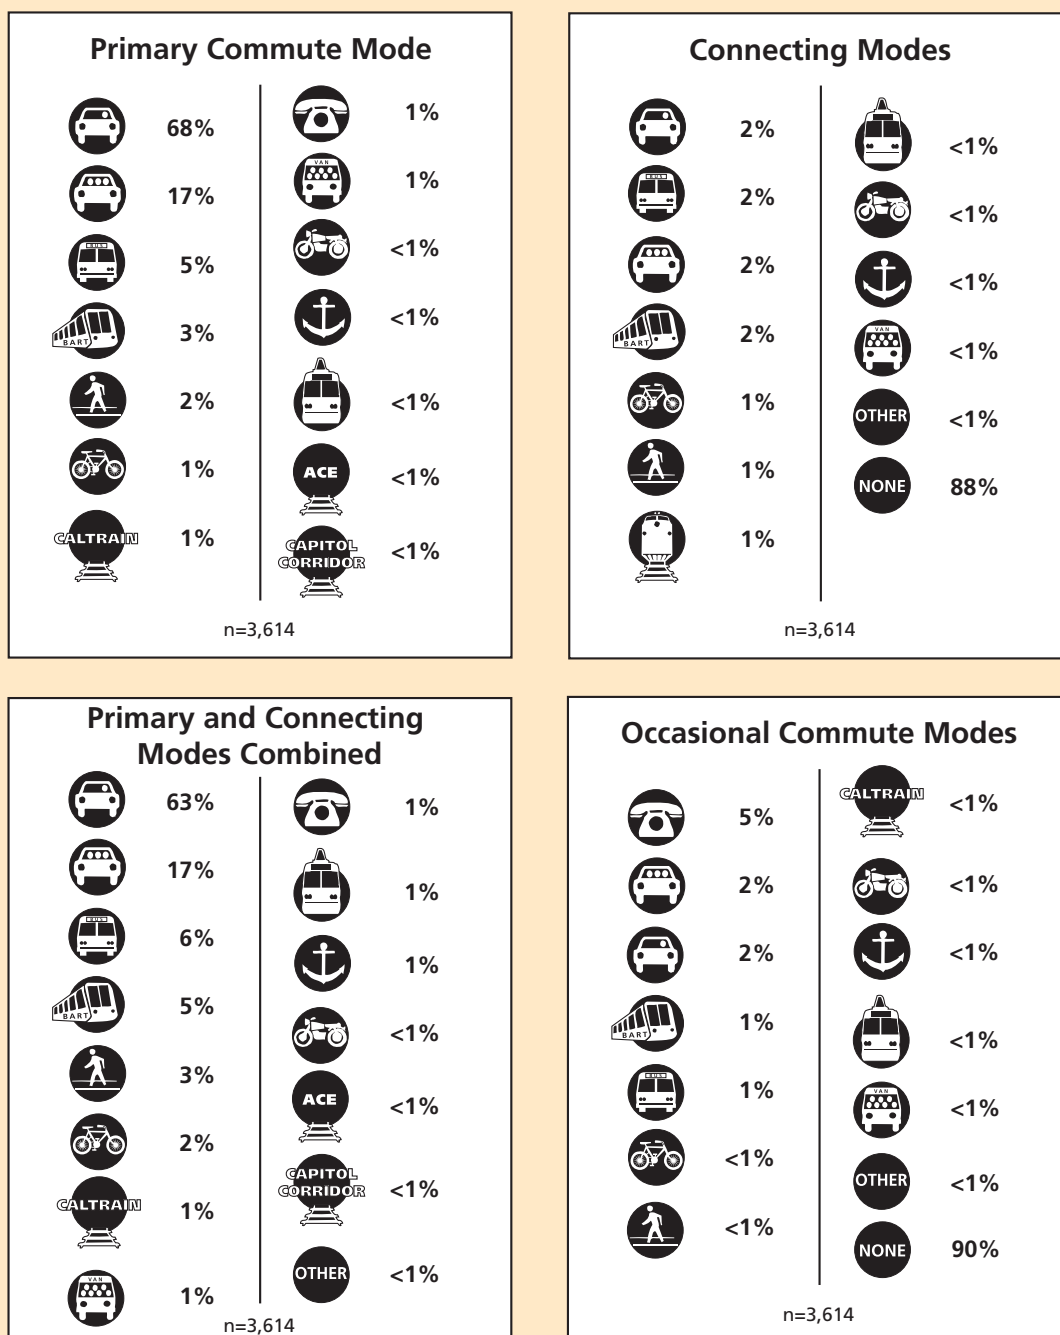 Primary Commute Mode
68%
17%
BUS
5%
BART
3%
2%
1%
CALTRAIN
1%
1%
VAN
1%
<1%
<1%
<1%
ACE
<1%
CAPITOL
CORRIDOR
<1%
n=3,614
Connecting Modes
2%
BUS
2%
2%
BART
2%
1%
1%
1%
<1%
<1%
<1%
VAN
<1%
OTHER
<1%
NONE
88%
n=3,614
Primary and Connecting
Modes Combined
63%
17%
BUS
6%
BART
5%
3%
2%
CALTRAIN
1%
VAN
1%
1%
1%
1%
<1%
ACE
<1%
CAPITOL
CORRIDOR
<1%
OTHER
<1%
n=3,614
Occasional Commute Modes
5%
2%
2%
BART
1%
BUS
1%
<1%
<1%
CALTRAIN
<1%
<1%
<1%
<1%
VAN
<1%
OTHER
<1%
NONE
90%
n=3,614